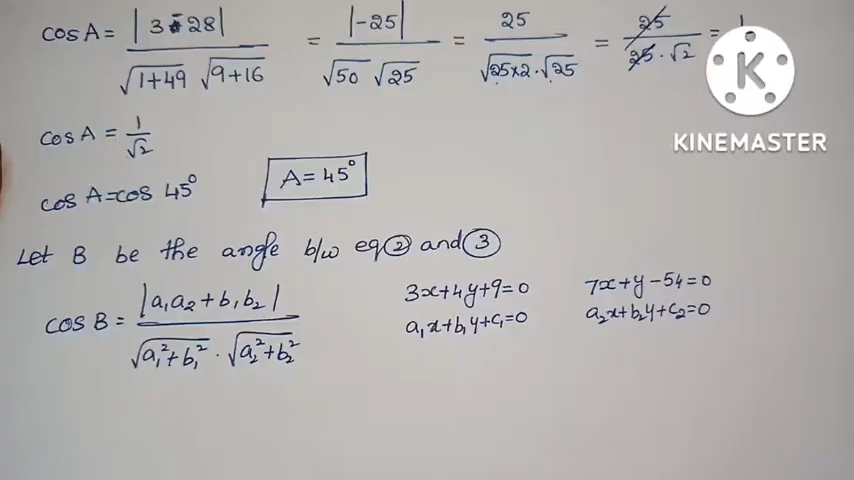 cos A = |3 - 28| / √1+49 √9+16 = |-25| / √50 √25 = 25 / √25×2 · √25 = 25 / 25 · √2 = 1
K
KINEMASTER
cos A = 1/√2
cos A = cos 45° A = 45°
Let B be the angle b/w eq ② and ③
cos B = |a₁a₂ + b₁b₂| / √a₁²+b₁² · √a₂²+b₂²
3x+4y+9=0 7x+y-54=0
a₁x+b₁y+c₁=0 a₂x+b₂y+c₂=0